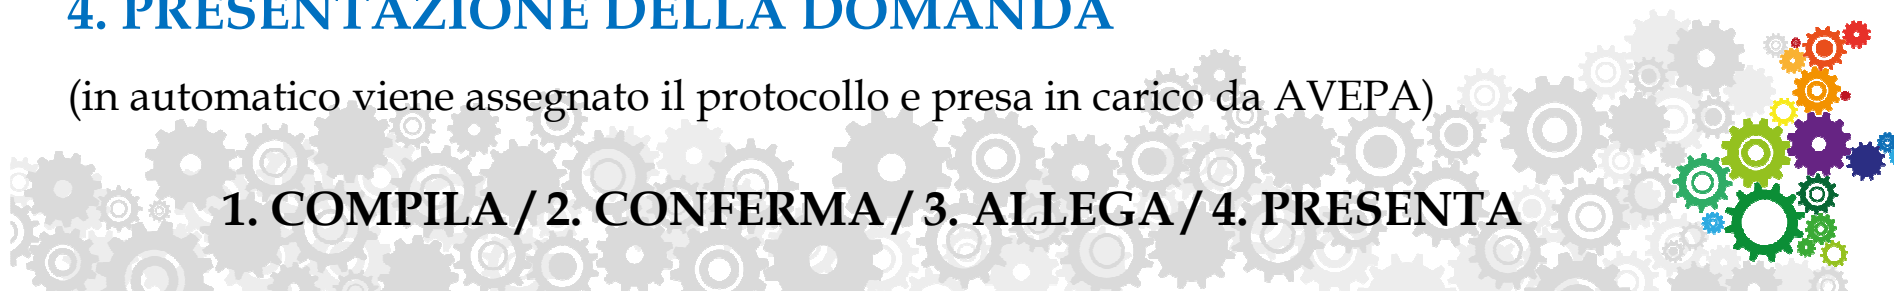 4. PRESENTAZIONE DELLA DOMANDA
(in automatico viene assegnato il protocollo e presa in carico da AVEPA)
1. COMPILA / 2. CONFERMA / 3. ALLEGA / 4. PRESENTA